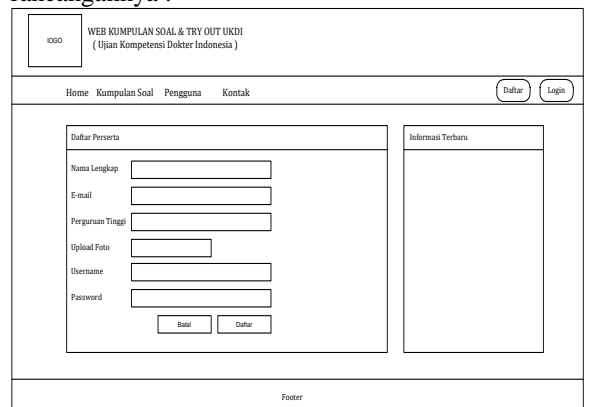 rancangannya :
lOGO
WEB KUMPULAN SOAL & TRY OUT UKDI
( Ujian Kompetensi Dokter Indonesia )
Home Kumpulan Soal Pengguna Kontak
Daftar Login
Daftar Perserta
Nama Lengkap
E-mail
Perguruan Tinggi
Upload Foto
Username
Password
Batal Daftar
Informasi Terbaru
Footer